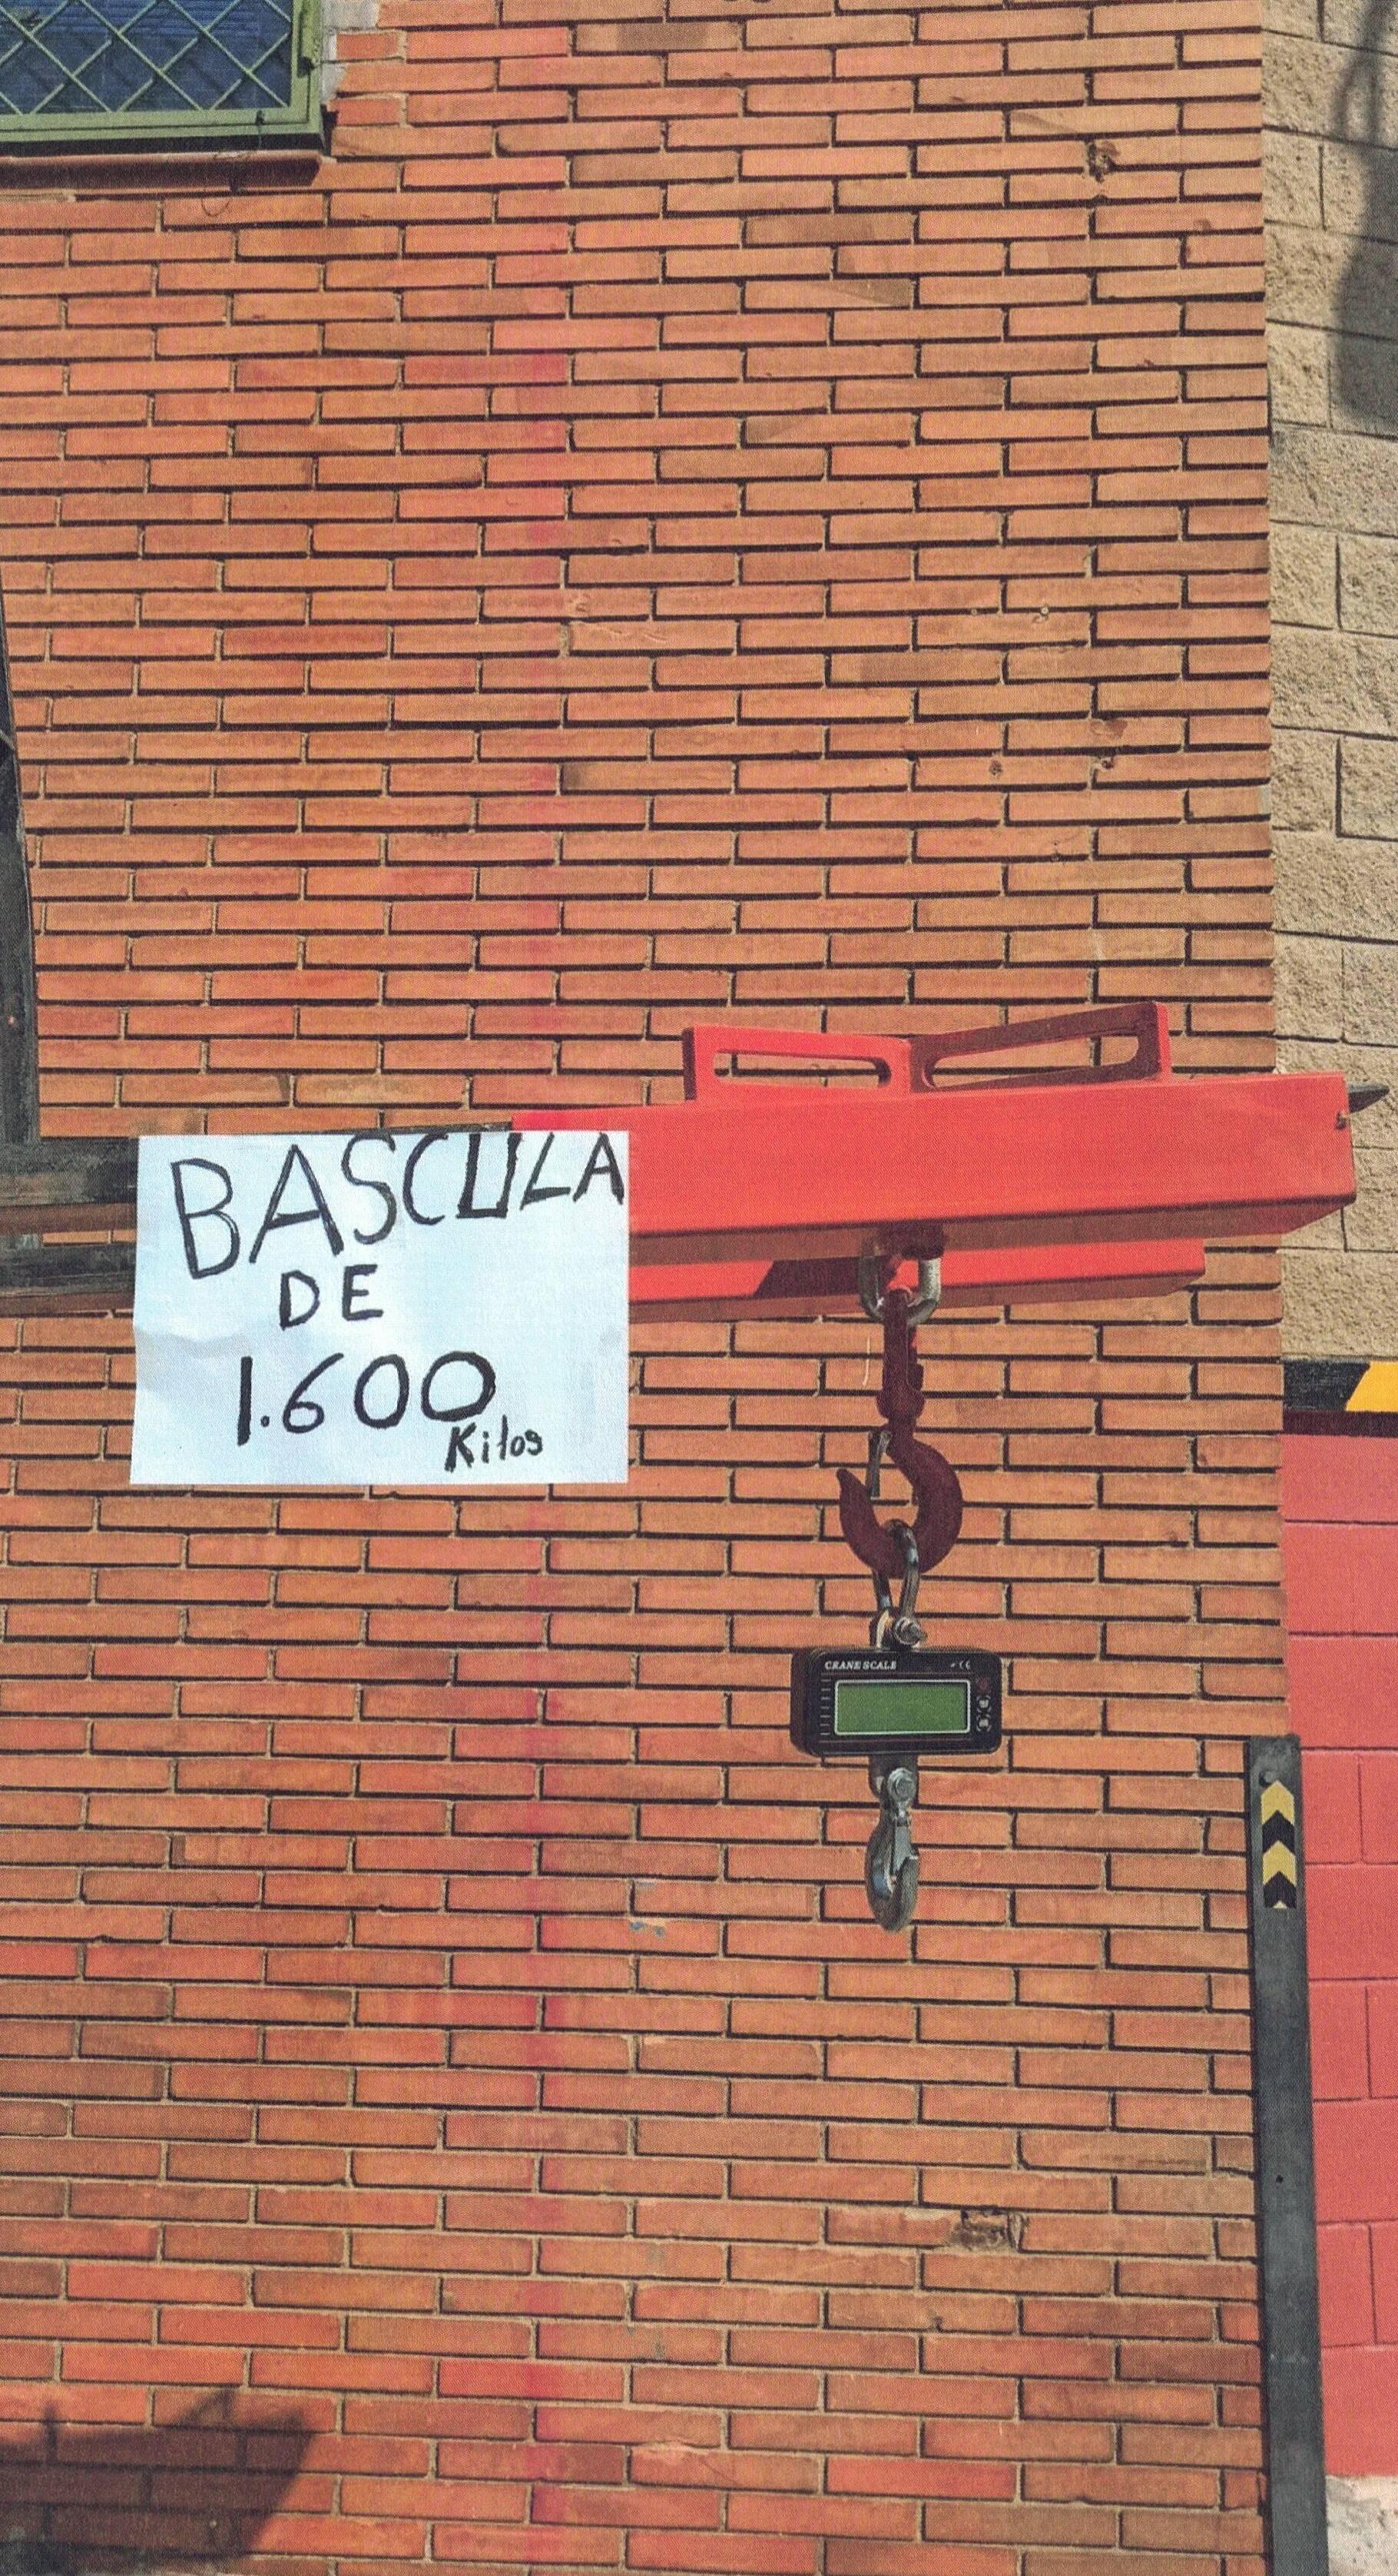 BASCULA
DE
1.600
Kilos
CRANE SCALE